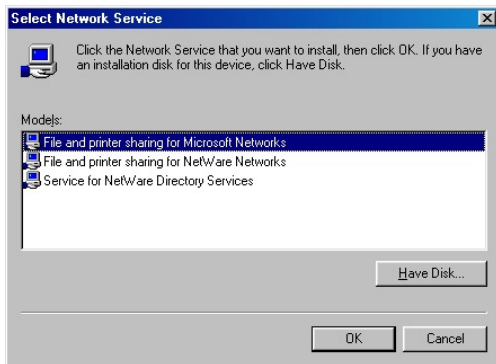 Select Network Service
Click the Network Service that you want to install, then click OK. If you have
an installation disk for this device, click Have Disk.
Models:
File and printer sharing for Microsoft Networks
File and printer sharing for NetWare Networks
Service for NetWare Directory Services
Have Disk...
OK
Cancel